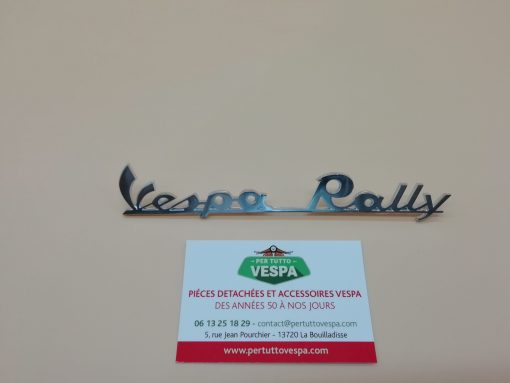 Vespa Rally
PER TUTTO
VESPA
PIÉCES DETACHÉES ET ACCESSOIRES VESPA
DES ANNÉES 50 À NOS JOURS
06 13 25 18 29 - contact@pertuttovespa.com
5, rue Jean Pourchier - 13720 La Bouilladisse
www.pertuttovespa.com